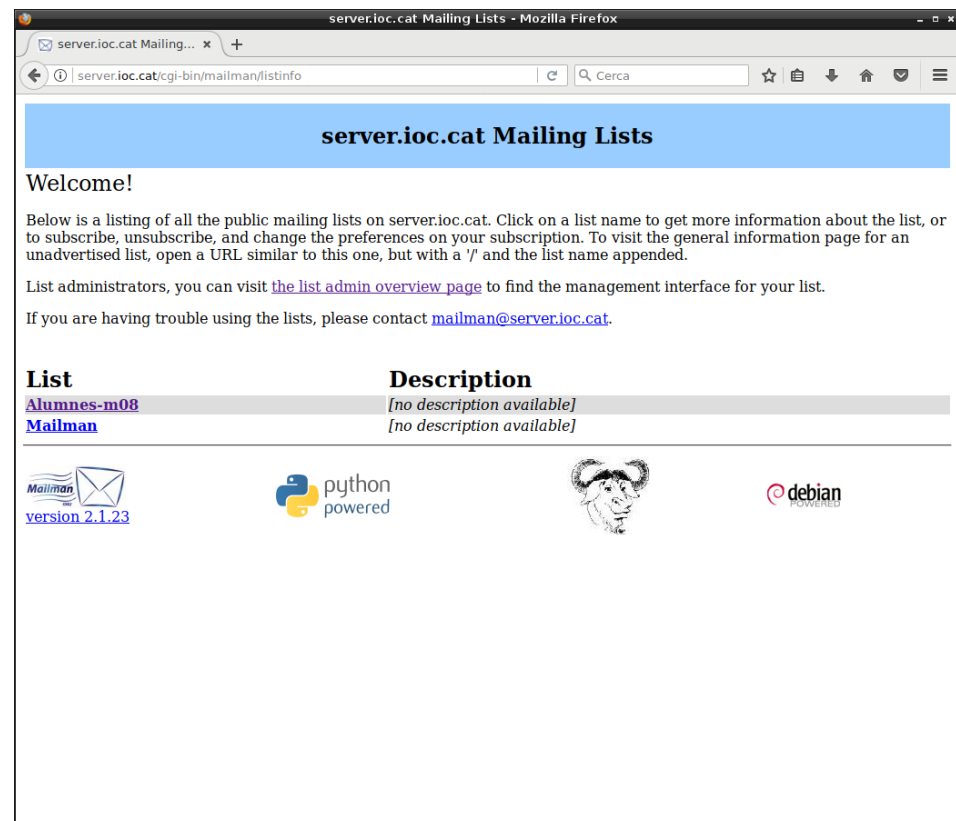 server.ioc.cat Mailing Lists - Mozilla Firefox
server.ioc.cat Mailing...
server.ioc.cat/cgi-bin/mailman/listinfo
Cerca
server.ioc.cat Mailing Lists
Welcome!
Below is a listing of all the public mailing lists on server.ioc.cat. Click on a list name to get more information about the list, or
to subscribe, unsubscribe, and change the preferences on your subscription. To visit the general information page for an
unadvertised list, open a URL similar to this one, but with a '/' and the list name appended.
List administrators, you can visit the list admin overview page to find the management interface for your list.
If you are having trouble using the lists, please contact mailman@server.ioc.cat.
List Description
Alumnes-m08 [no description available]
Mailman [no description available]
Mailman
python
powered
debian
POWERED
version 2.1.23